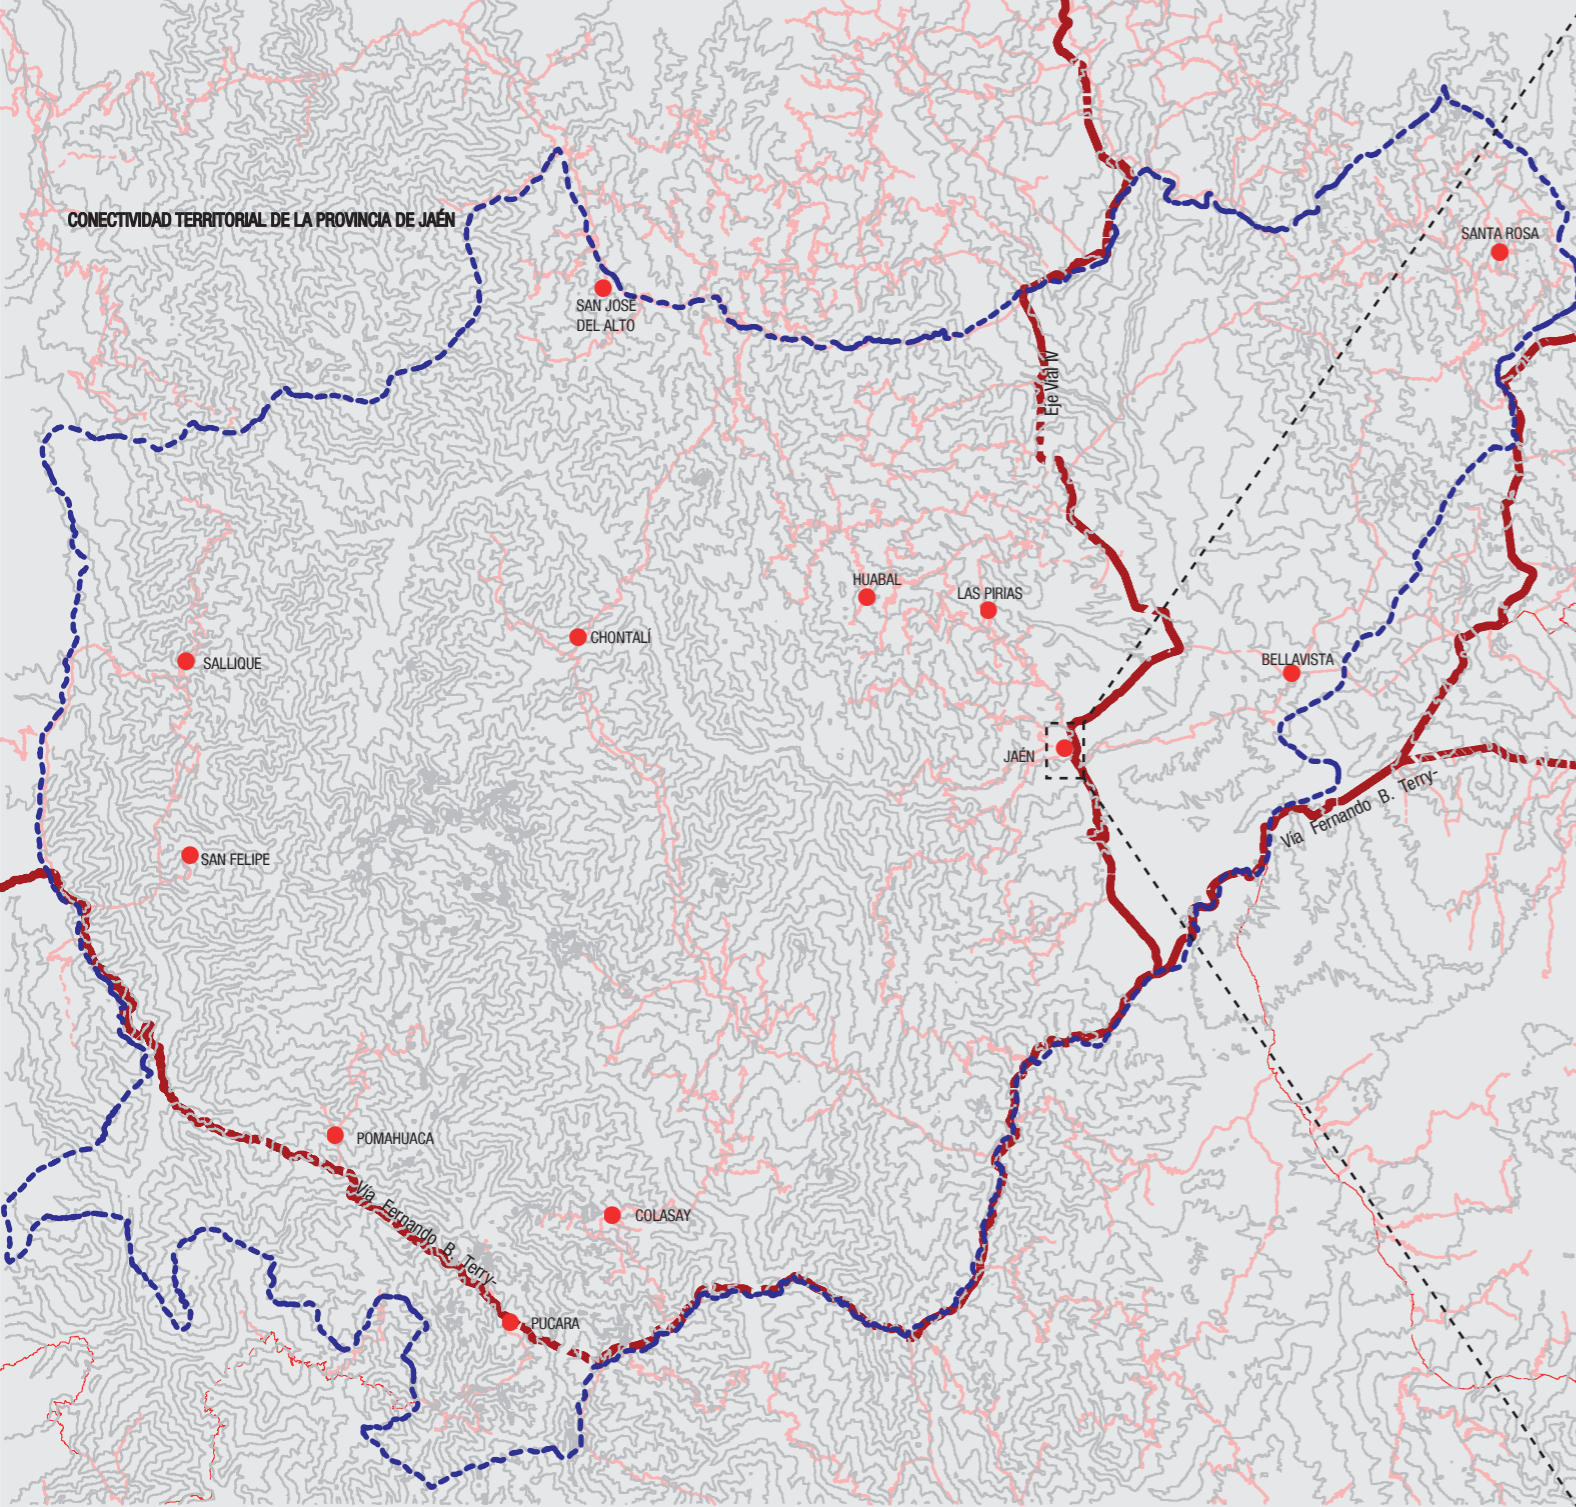 CONECTIVIDAD TERRITORIAL DE LA PROVINCIA DE JAÉN
SANTA ROSA
SAN JOSE
DEL ALTO
Eje Vial IV
HUABAL
LAS PIRIAS
CHONTALÍ
SALLIQUE
BELLAVISTA
JAÉN
Vía Fernando B. Terry-
SAN FELIPE
POMAHUACA
Vía Fernando B. Terry-
COLASAY
PUCARA